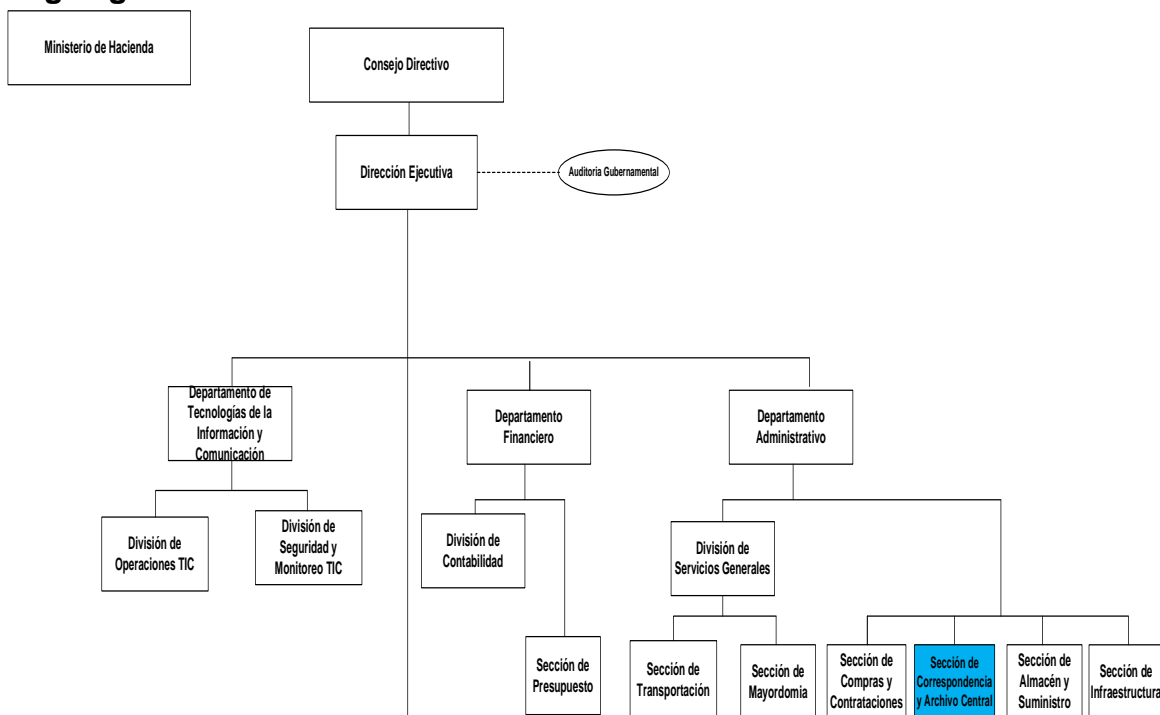 Ministerio de Hacienda
Consejo Directivo
Dirección Ejecutiva
Auditoria Gubernamental
Departamento de
Tecnologías de la
Información y
Comunicación
Departamento
Financiero
Departamento
Administrativo
División de
Operaciones TIC
División de
Seguridad y
Monitoreo TIC
División de
Contabilidad
División de
Servicios Generales
Sección de
Presupuesto
Sección de
Transportación
Sección de
Mayordomia
Sección de
Compras y
Contrataciones
Sección de
Correspondencia
y Archivo Central
Sección de
Almacén y
Suministro
Sección de
Infraestructura